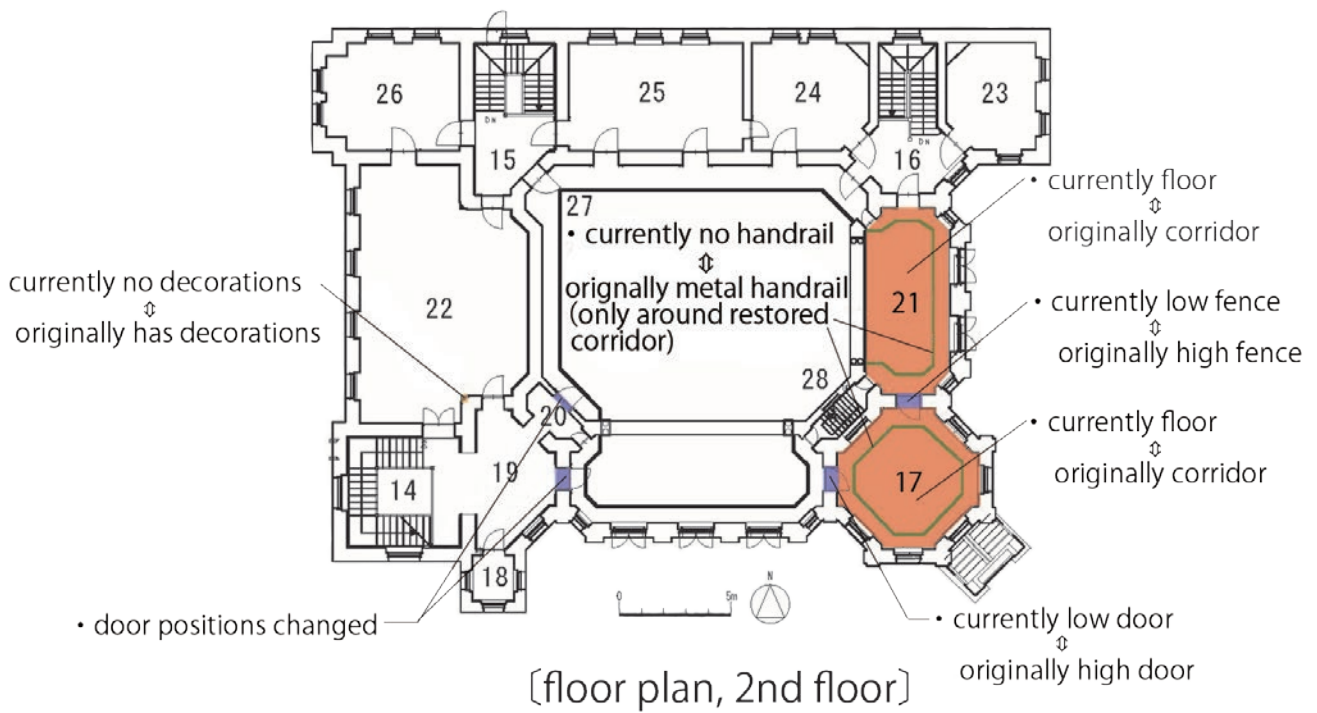 26
25
24
23
DN
15
DN
16
• currently floor
⇕
originally corridor
27
• currently no handrail
⇕
orignally metal handrail
(only around restored
corridor)
currently no decorations
⇕
originally has decorations
22
21
• currently low fence
⇕
originally high fence
28
20
• currently floor
⇕
originally corridor
19
14
17
18
0 5m
N
• door positions changed
• currently low door
⇕
originally high door
〔floor plan, 2nd floor〕